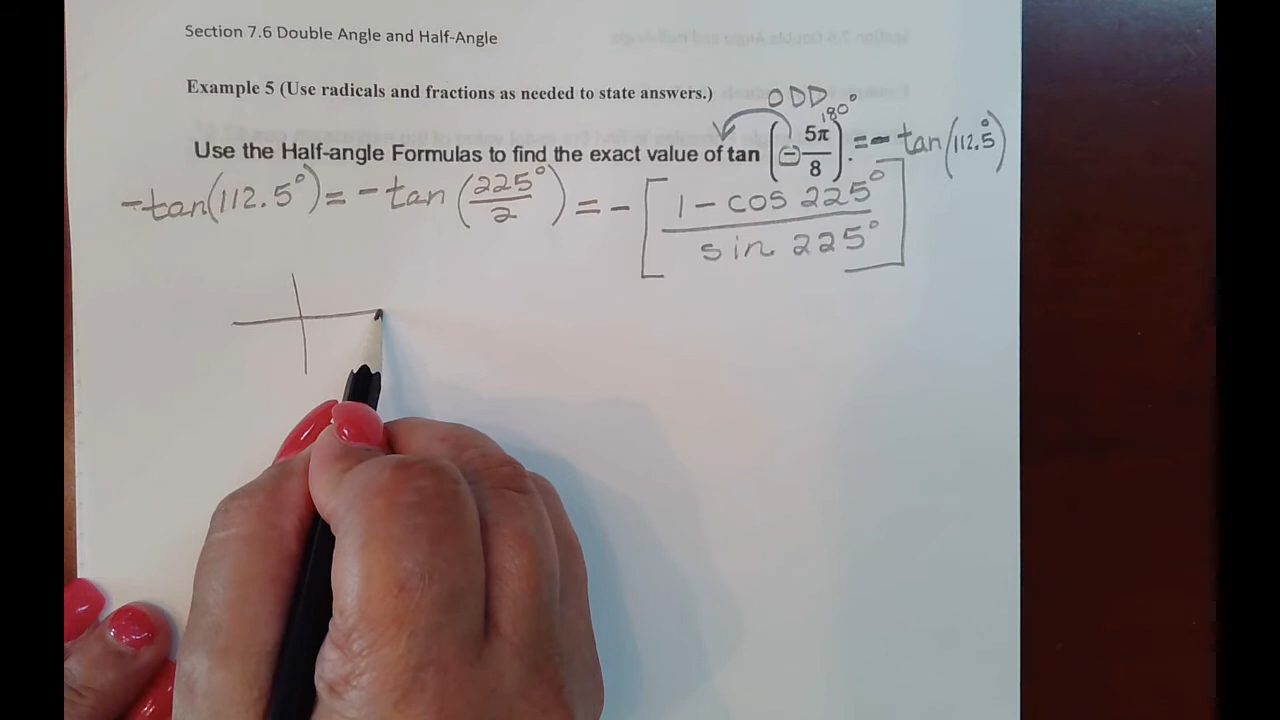 Section 7.6 Double Angle and Half-Angle
Example 5 (Use radicals and fractions as needed to state answers.)
ODD
180°
Use the Half-angle Formulas to find the exact value of tan (-5π/8). = -tan(112.5°)
-tan(112.5°) = -tan(225°/2) = -[1 - cos 225°/sin 225°]